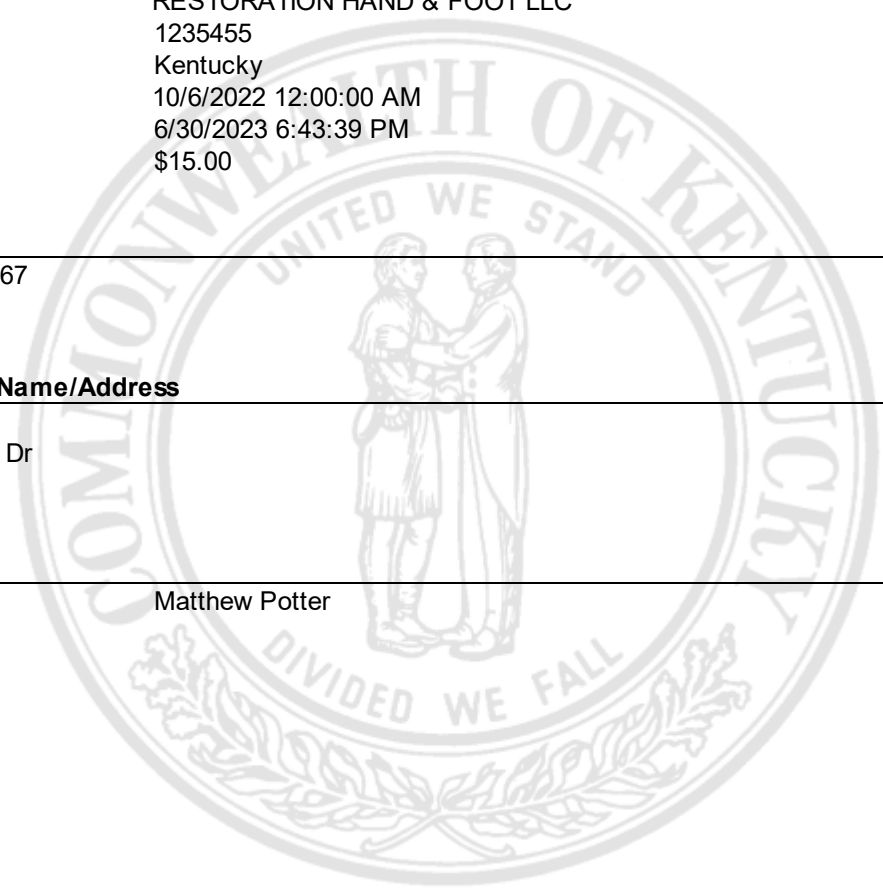 RESTORATION HAND & FOOT LLC
1235455
Kentucky
10/6/2022 12:00:00 AM
6/30/2023 6:43:39 PM
$15.00
67
Name/Address
Dr
Matthew Potter
COMMONWEALTH OF KENTUCKY
UNITED WE STAND
DIVIDED WE FALL